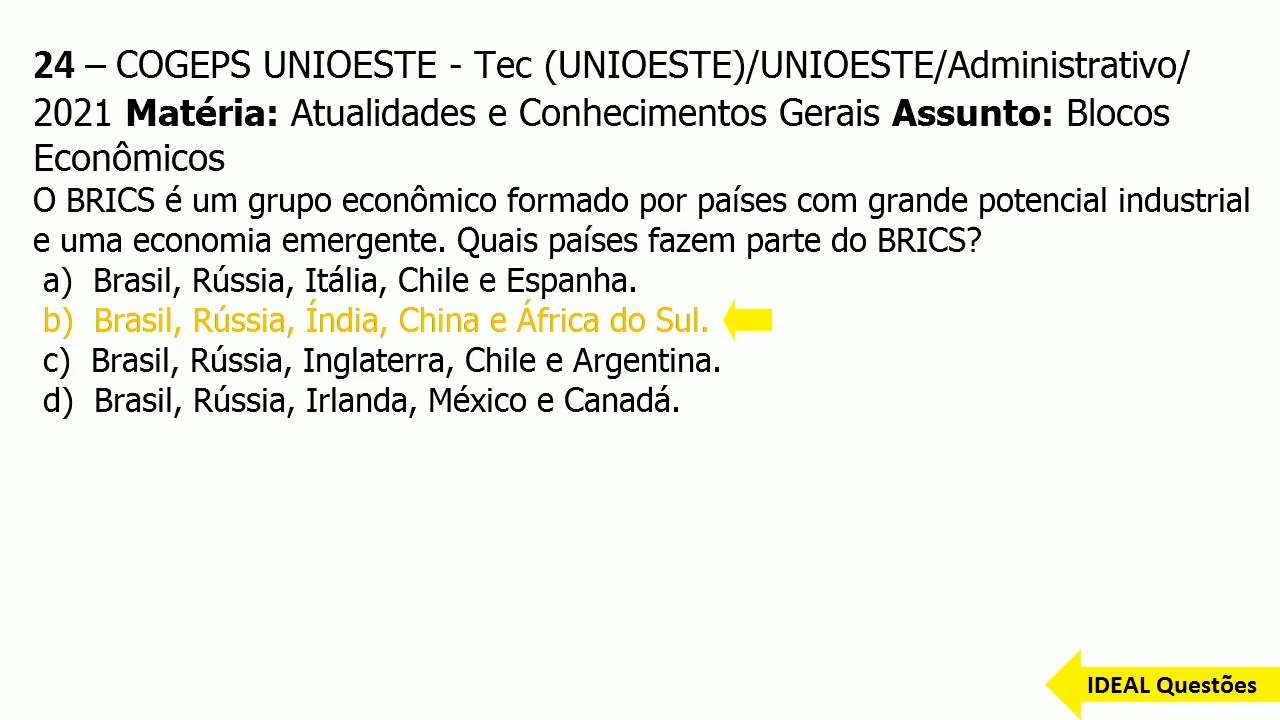 24 – COGEPS UNIOESTE - Tec (UNIOESTE)/UNIOESTE/Administrativo/
2021 Matéria: Atualidades e Conhecimentos Gerais Assunto: Blocos
Econômicos
O BRICS é um grupo econômico formado por países com grande potencial industrial
e uma economia emergente. Quais países fazem parte do BRICS?
a) Brasil, Rússia, Itália, Chile e Espanha.
b) Brasil, Rússia, Índia, China e África do Sul.
c) Brasil, Rússia, Inglaterra, Chile e Argentina.
d) Brasil, Rússia, Irlanda, México e Canadá.
IDEAL Questões